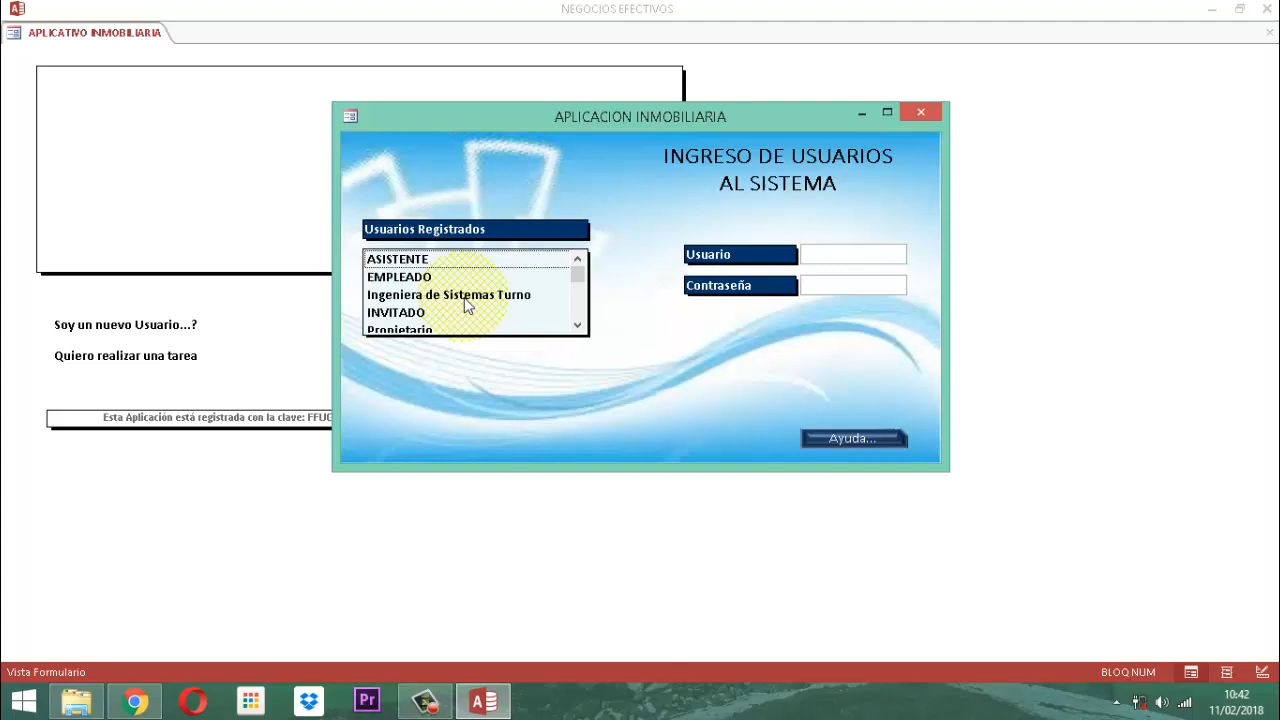 NEGOCIOS EFECTIVOS
APLICATIVO INMOBILIARIA
APLICACION INMOBILIARIA
INGRESO DE USUARIOS
AL SISTEMA
Usuarios Registrados
ASISTENTE
EMPLEADO
Ingeniera de Sistemas Turno
INVITADO
Propietario
Usuario
Contraseña
Soy un nuevo Usuario...?
Quiero realizar una tarea
Esta Aplicación está registrada con la clave: FFUG
Ayuda...
Vista Formulario
BLOQ NUM
Pr
10:42
11/02/2018